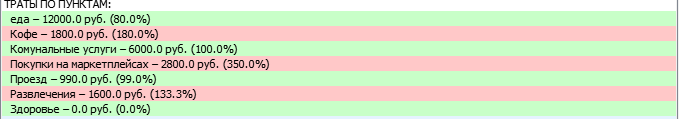 ТРАТЫ ПО ПУНКТАМ:
еда – 12000.0 руб. (80.0%)
Кофе – 1800.0 руб. (180.0%)
Комунальные услуги – 6000.0 руб. (100.0%)
Покупки на маркетплейсах – 2800.0 руб. (350.0%)
Проезд – 990.0 руб. (99.0%)
Развлечения – 1600.0 руб. (133.3%)
Здоровье – 0.0 руб. (0.0%)